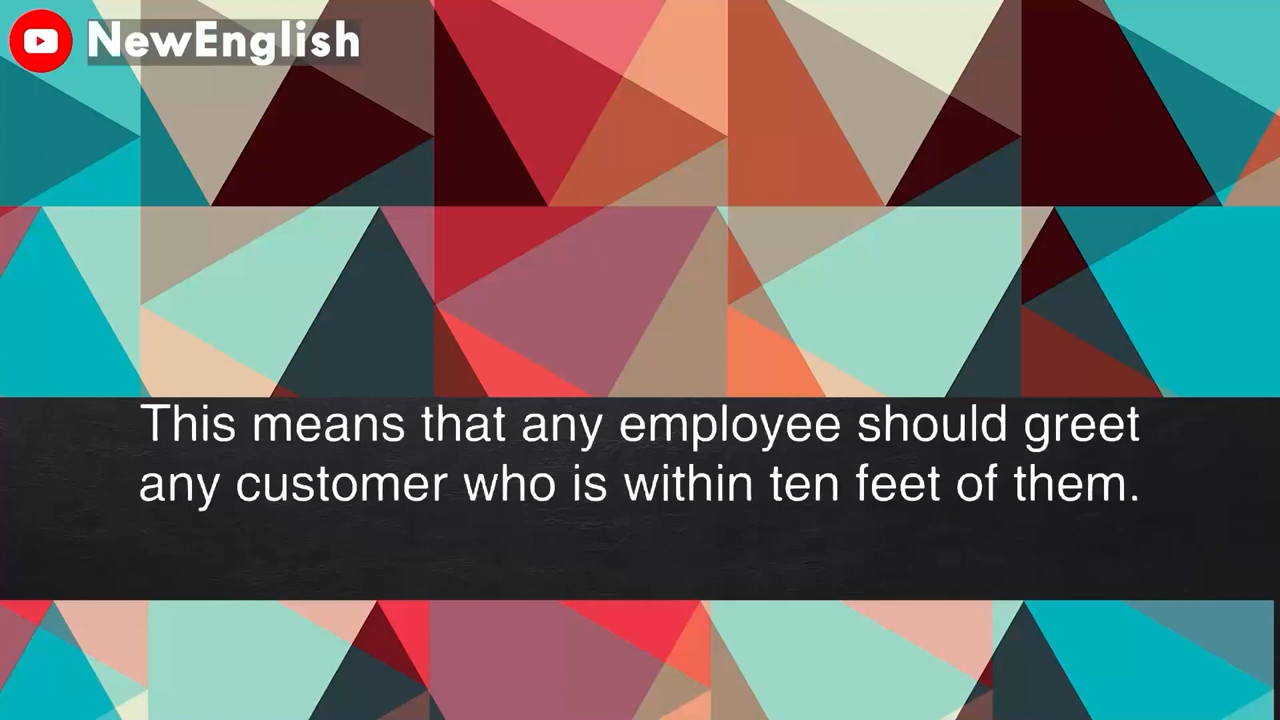 NewEnglish
This means that any employee should greet
any customer who is within ten feet of them.